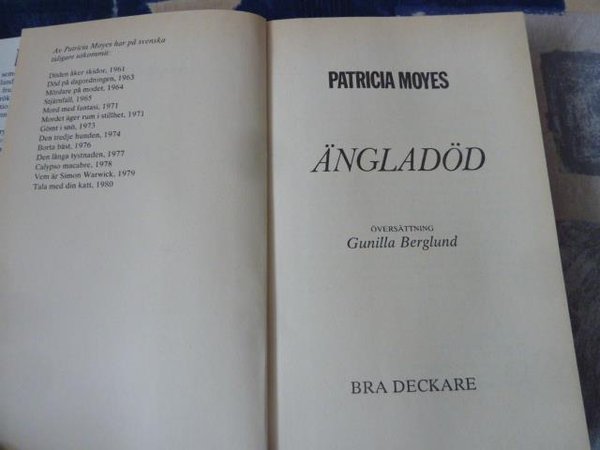 Av Patricia Moyes har på svenska
tidigare utkommit:
Döden åker skidor, 1961
Död på dagordningen, 1963
Mördare på modet, 1964
Stjärnfall, 1965
Mord med fantasi, 1971
Mordet äger rum i stillhet, 1971
Gömt i snö, 1973
Den tredje hunden, 1974
Borta bäst, 1976
Den långa tystnaden, 1977
Calypso macabre, 1978
Vem är Simon Warwick, 1979
Tala med din katt, 1980
PATRICIA MOYES
ÄNGLADÖD
ÖVERSÄTTNING
Gunilla Berglund
BRA DECKARE